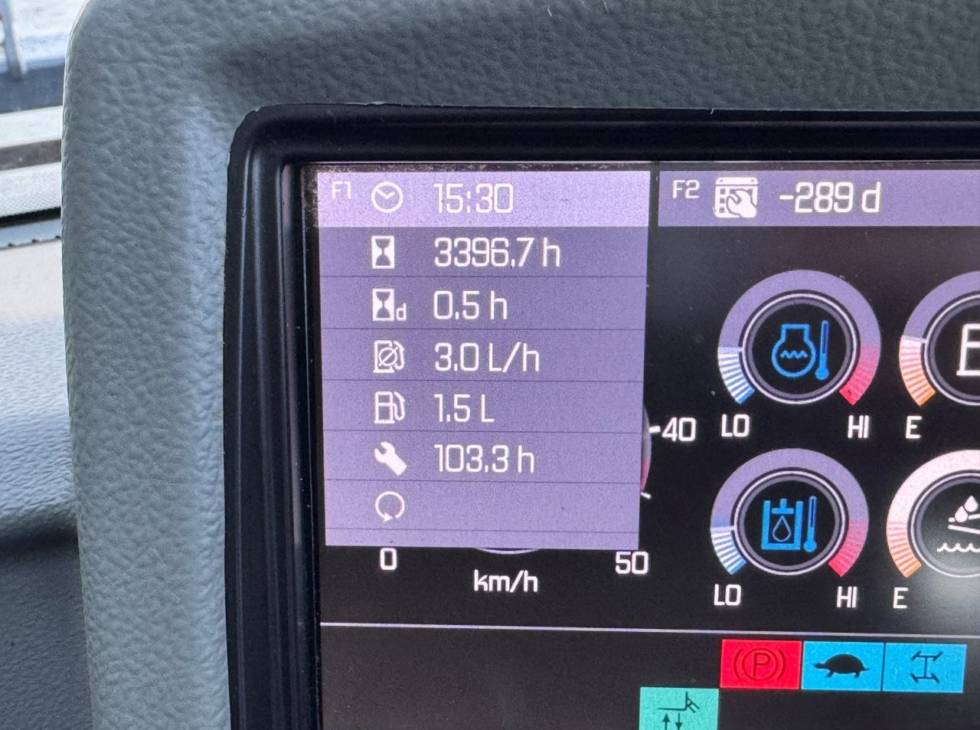 F1 15:30
F2 -289 d
3396.7 h
d 0.5 h
3.0 L/h
1.5 L
103.3 h
40
LO HI E
0 50
km/h
LO HI E
P